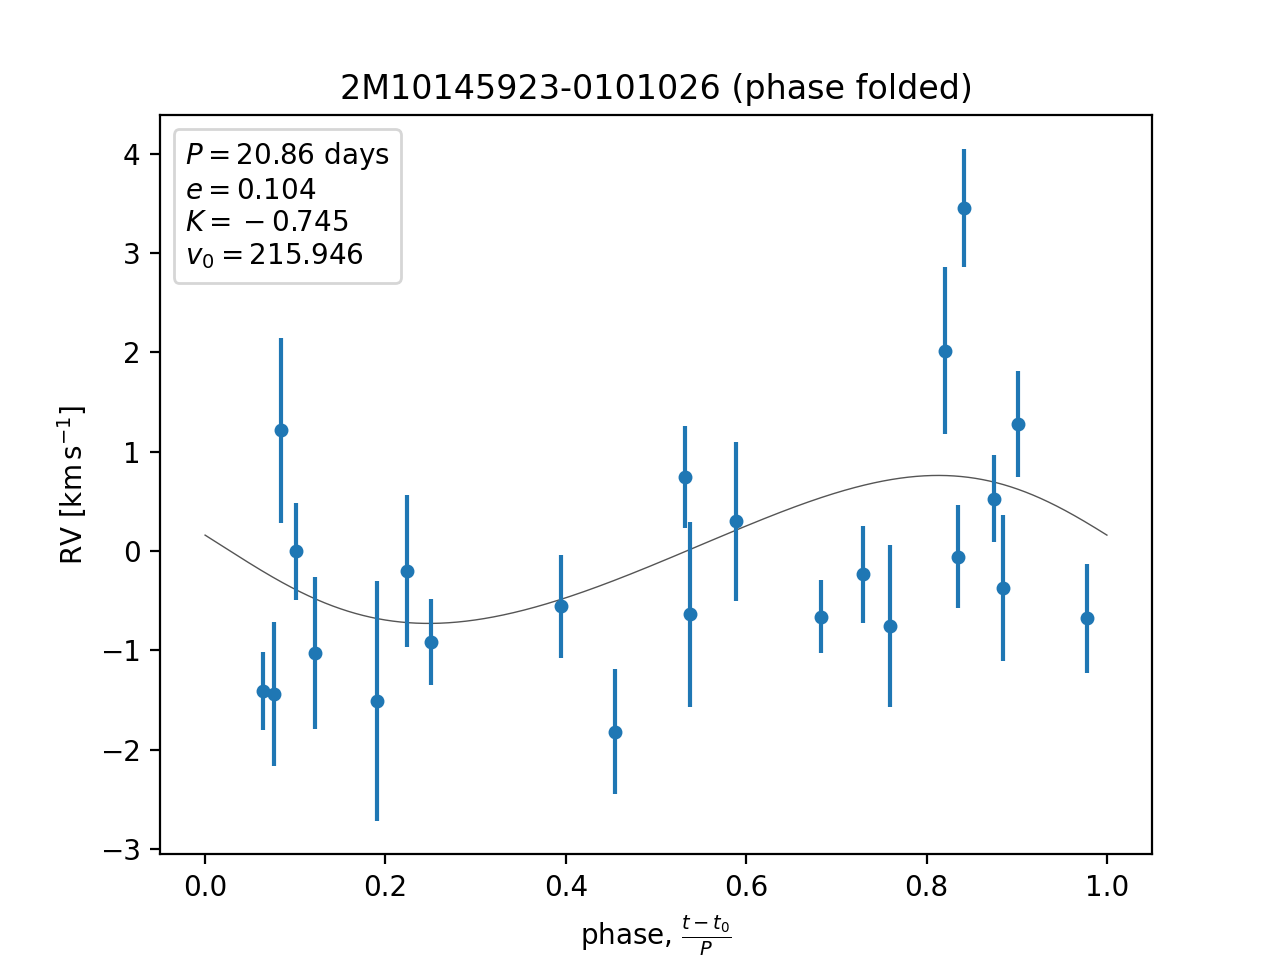 2M10145923-0101026 (phase folded)
P = 20.86 days
e = 0.104
K = −0.745
v₀ = 215.946
4
3
2
1
0
−1
−2
−3
RV [km s⁻¹]
0.0 0.2 0.4 0.6 0.8 1.0
phase, (t − t₀)/P